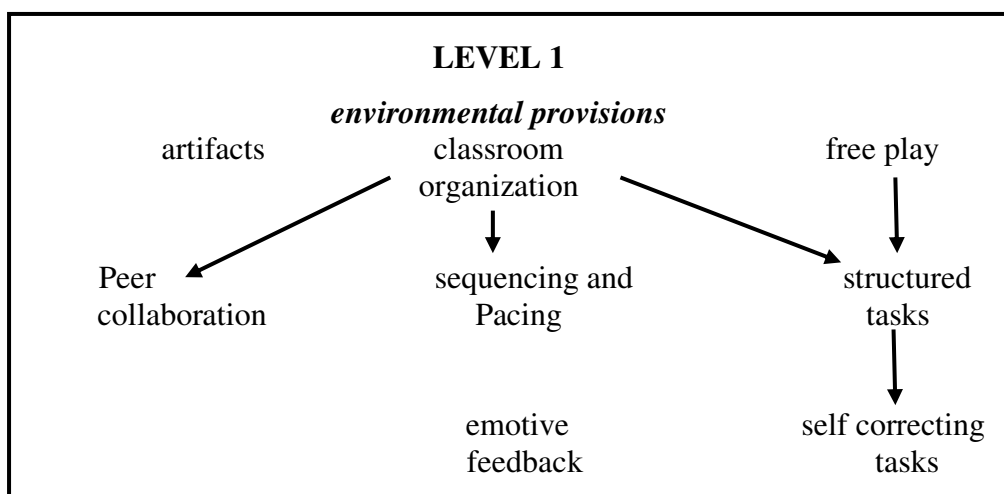 LEVEL 1
environmental provisions
artifacts classroom free play
organization
Peer sequencing and structured
collaboration Pacing tasks
emotive self correcting
feedback tasks